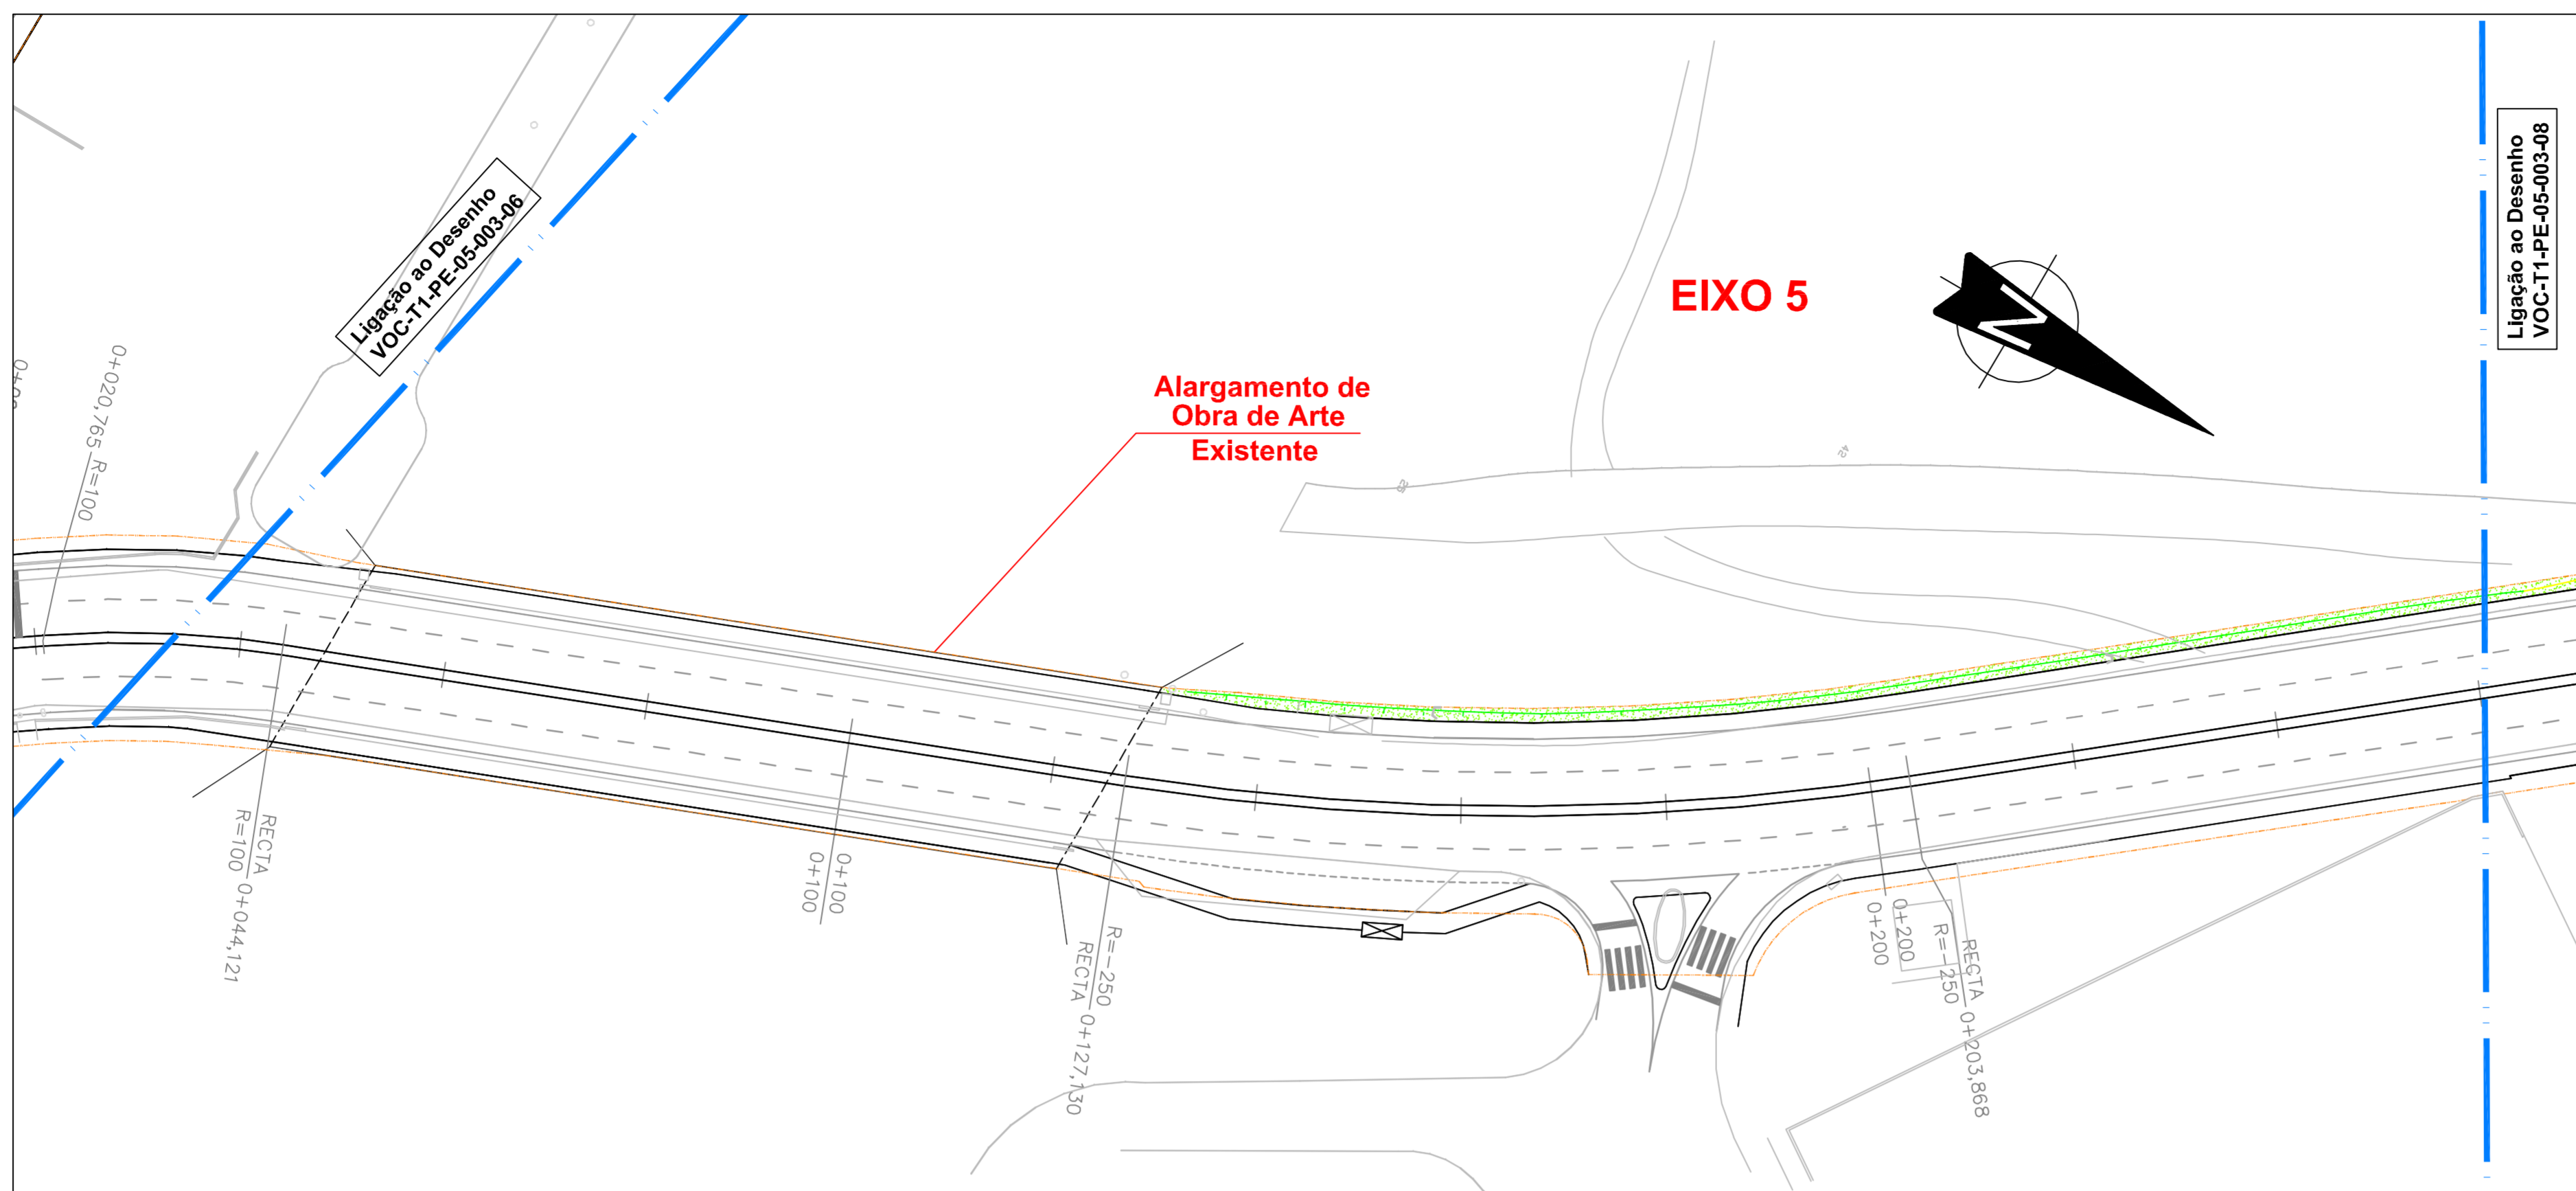 Ligação ao Desenho
VOC-T1-PE-05-003-06
Ligação ao Desenho
VOC-T1-PE-05-003-08
EIXO 5
N
Alargamento de
Obra de Arte
Existente
0+020,765 R=100
RECTA
R=100 0+044,121
0+100
0+100
R=-250
RECTA 0+127,130
0+200
0+200
RECTA 0+203,868
R=-250
42